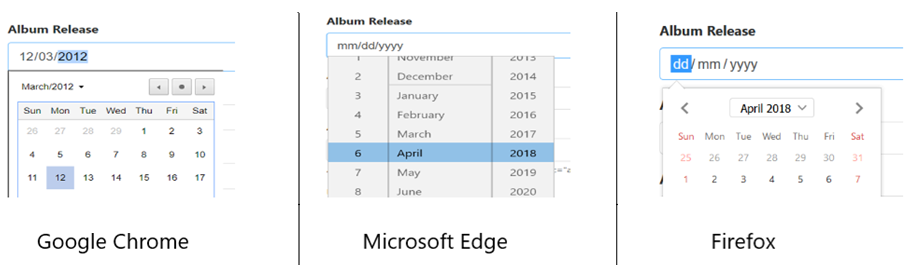 Album Release
12/03/2012
March/2012
Sun Mon Tue Wed Thu Fri Sat
26 27 28 29 1 2 3
4 5 6 7 8 9 10
11 12 13 14 15 16 17
Google Chrome
Album Release
mm/dd/yyyy
1 November 2013
2 December 2014
3 January 2015
4 February 2016
5 March 2017
6 April 2018
7 May 2019
8 June 2020
Microsoft Edge
Album Release
dd/mm/yyyy
April 2018
Sun Mon Tue Wed Thu Fri Sat
25 26 27 28 29 30 31
1 2 3 4 5 6 7
Firefox